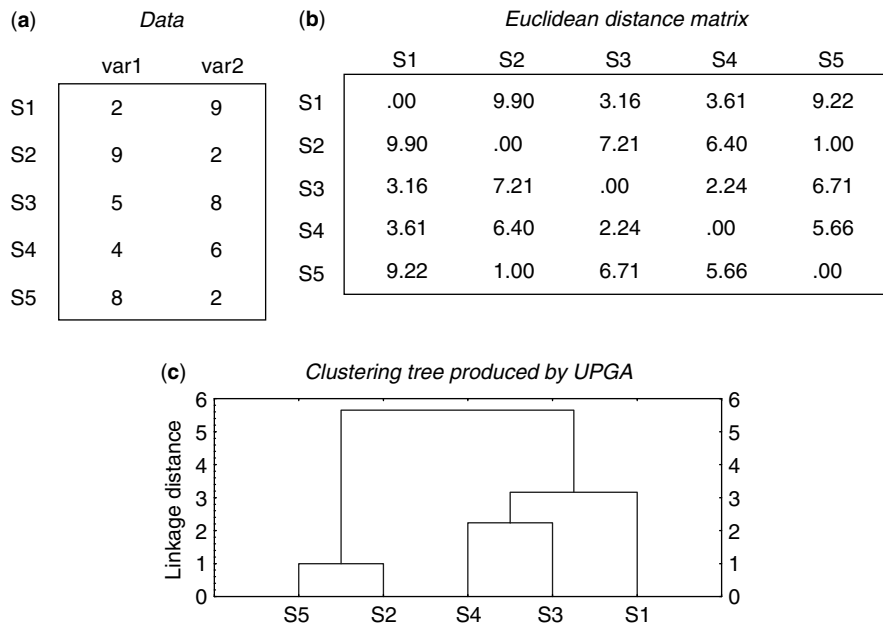 (a) Data
var1 var2
S1 2 9
S2 9 2
S3 5 8
S4 4 6
S5 8 2
(b) Euclidean distance matrix
S1 S2 S3 S4 S5
S1 .00 9.90 3.16 3.61 9.22
S2 9.90 .00 7.21 6.40 1.00
S3 3.16 7.21 .00 2.24 6.71
S4 3.61 6.40 2.24 .00 5.66
S5 9.22 1.00 6.71 5.66 .00
(c) Clustering tree produced by UPGA
Linkage distance
6 6
5 5
4 4
3 3
2 2
1 1
0 0
S5 S2 S4 S3 S1